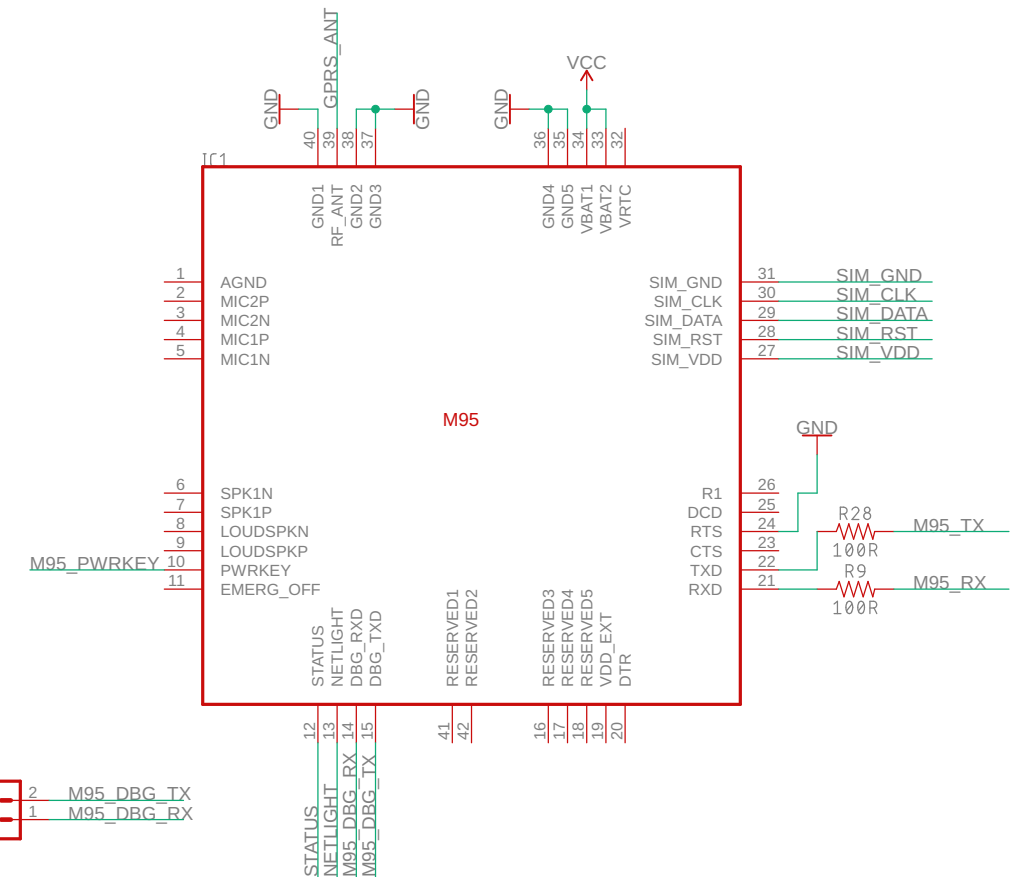 GPRS_ANT
VCC
GND
GND
GND
40
39
38
37
36
35
34
33
32
IC1
GND1
RF_ANT
GND2
GND3
GND4
GND5
VBAT1
VBAT2
VRTC
1 AGND
2 MIC2P
3 MIC2N
4 MIC1P
5 MIC1N
SIM_GND 31 SIM_GND
SIM_CLK 30 SIM_CLK
SIM_DATA 29 SIM_DATA
SIM_RST 28 SIM_RST
SIM_VDD 27 SIM_VDD
M95
GND
6 SPK1N
7 SPK1P
8 LOUDSPKN
9 LOUDSPKP
M95_PWRKEY 10 PWRKEY
11 EMERG_OFF
R1 26
DCD 25
RTS 24
CTS 23
TXD 22
RXD 21
R28
100R
M95_TX
R9
100R
M95_RX
STATUS
NETLIGHT
DBG_RXD
DBG_TXD
RESERVED1
RESERVED2
RESERVED3
RESERVED4
RESERVED5
VDD_EXT
DTR
12
13
14
15
41
42
16
17
18
19
20
STATUS
NETLIGHT
M95_DBG_RX
M95_DBG_TX
2 M95_DBG_TX
1 M95_DBG_RX